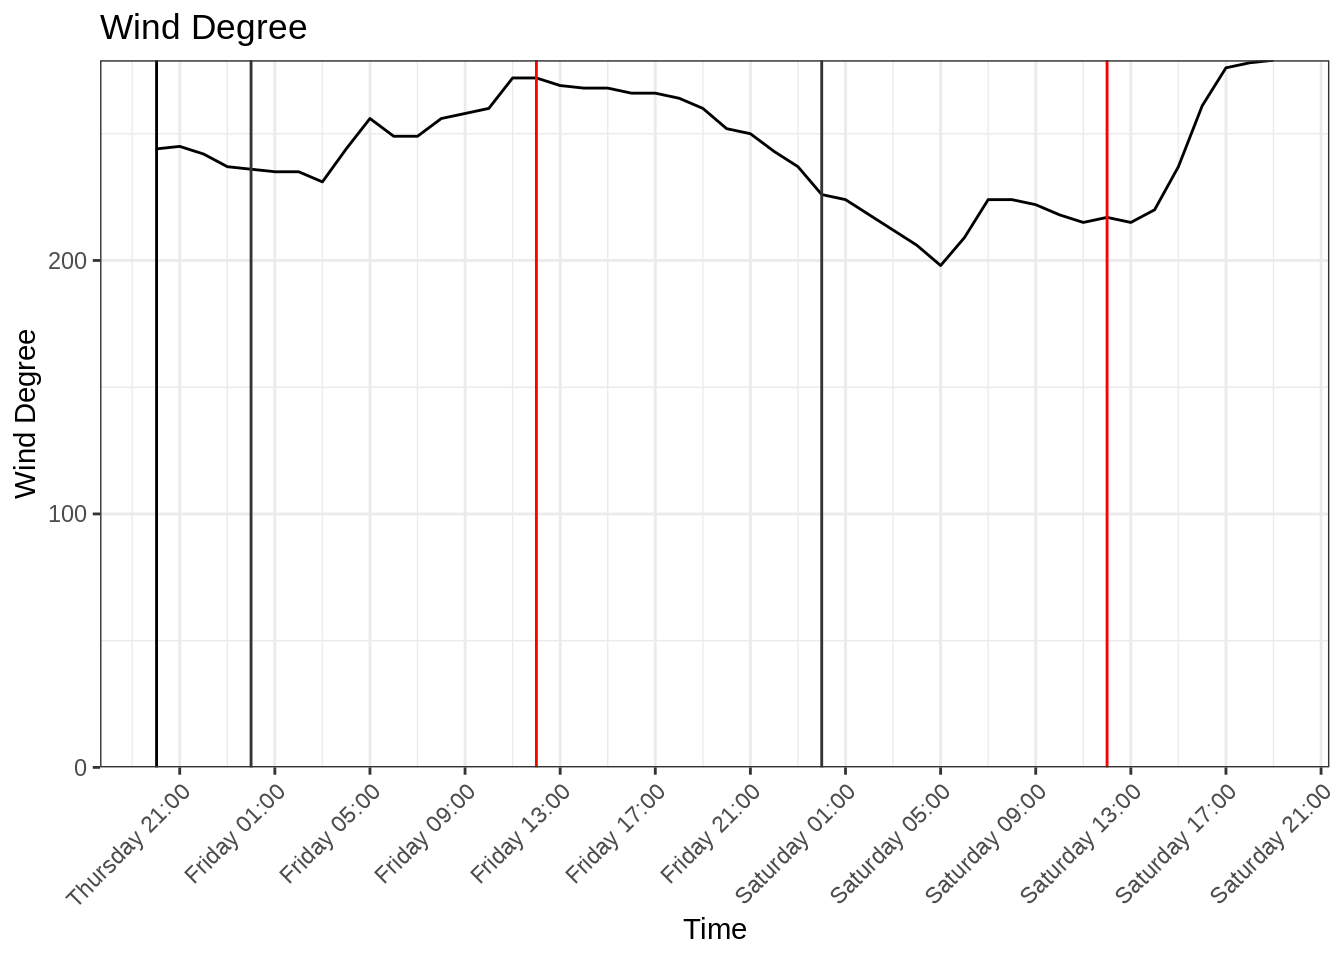 Wind Degree
Wind Degree
200
100
0
Thursday 21:00
Friday 01:00
Friday 05:00
Friday 09:00
Friday 13:00
Friday 17:00
Friday 21:00
Saturday 01:00
Saturday 05:00
Saturday 09:00
Saturday 13:00
Saturday 17:00
Saturday 21:00
Time